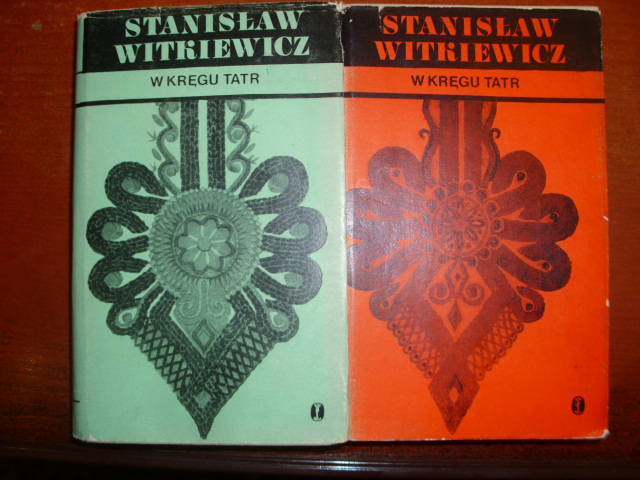 STANISŁAW
WITKIEWICZ
W KRĘGU TATR
STANISŁAW
WITKIEWICZ
W KRĘGU TATR